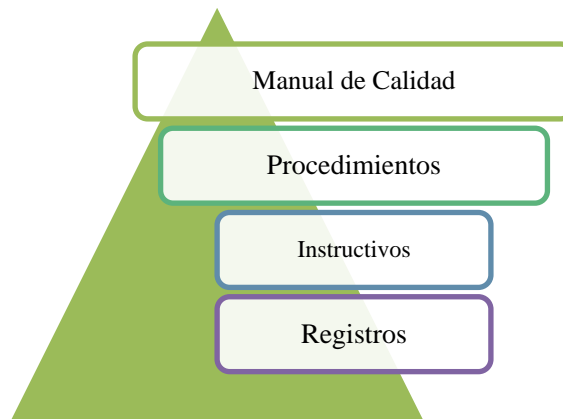 Manual de Calidad
Procedimientos
Instructivos
Registros